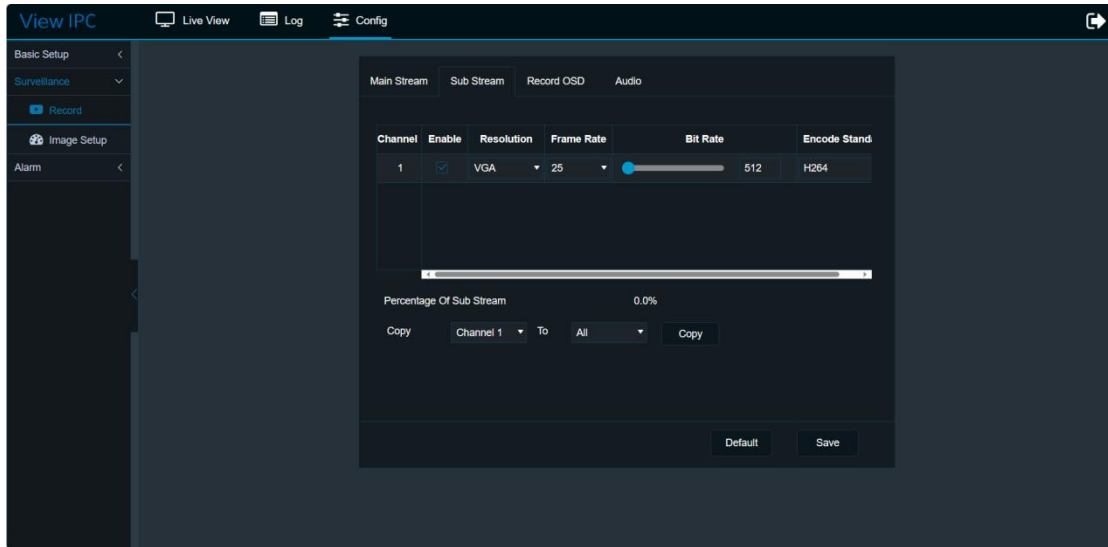 View IPC Live View Log Config
Basic Setup
Surveillance
Record
Image Setup
Alarm
Main Stream Sub Stream Record OSD Audio
Channel Enable Resolution Frame Rate Bit Rate Encode Standa
1 VGA 25 512 H264
Percentage Of Sub Stream 0.0%
Copy Channel 1 To All Copy
Default Save